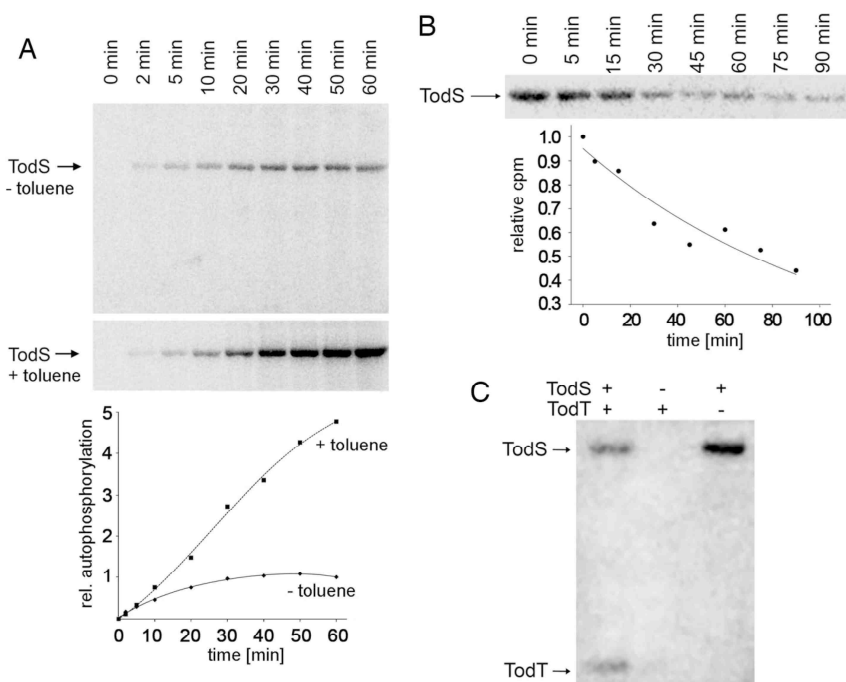 A
0 min 2 min 5 min 10 min 20 min 30 min 40 min 50 min 60 min
TodS
- toluene
TodS
+ toluene
5
4
3
2
1
rel. autophosphorylation
+ toluene
- toluene
0 10 20 30 40 50 60
time [min]
B
0 min 5 min 15 min 30 min 45 min 60 min 75 min 90 min
TodS
1.0
0.9
0.8
0.7
0.6
0.5
0.4
0.3
relative cpm
0 20 40 60 80 100
time [min]
C
TodS + - +
TodT + + -
TodS
TodT